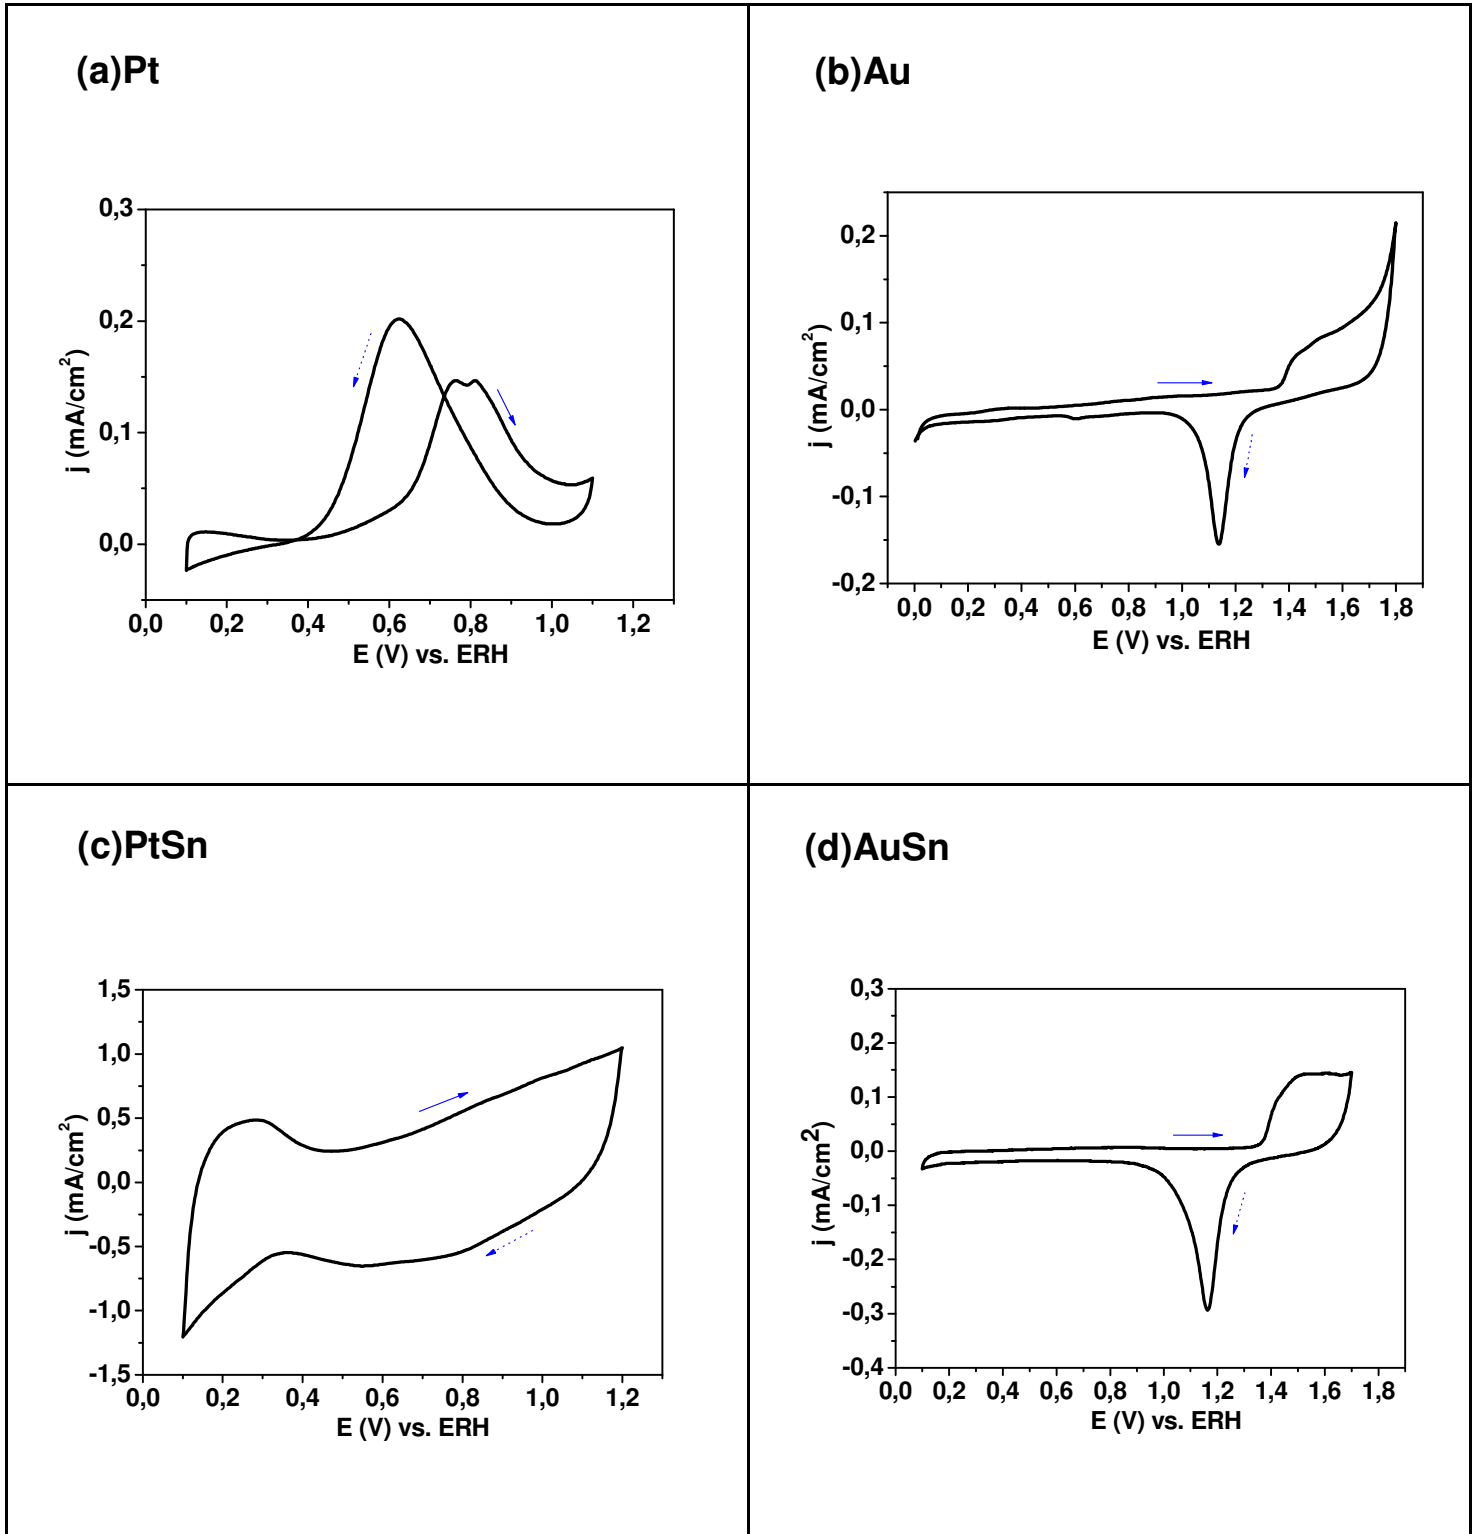 (a)Pt
0,3
0,2
0,1
0,0
j (mA/cm2)
0,0 0,2 0,4 0,6 0,8 1,0 1,2
E (V) vs. ERH
(b)Au
0,2
0,1
0,0
-0,1
-0,2
j (mA/cm2)
0,0 0,2 0,4 0,6 0,8 1,0 1,2 1,4 1,6 1,8
E (V) vs. ERH
(c)PtSn
1,5
1,0
0,5
0,0
-0,5
-1,0
-1,5
j (mA/cm2)
0,0 0,2 0,4 0,6 0,8 1,0 1,2
E (V) vs. ERH
(d)AuSn
0,3
0,2
0,1
0,0
-0,1
-0,2
-0,3
-0,4
j (mA/cm2)
0,0 0,2 0,4 0,6 0,8 1,0 1,2 1,4 1,6 1,8
E (V) vs. ERH